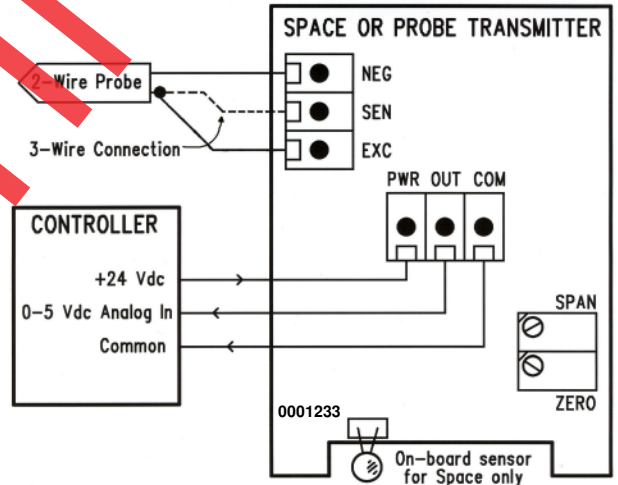 SPACE OR PROBE TRANSMITTER
2-Wire Probe
NEG
SEN
EXC
3-Wire Connection
PWR OUT COM
CONTROLLER
+24 Vdc
0-5 Vdc Analog In
Common
SPAN
ZERO
0001233
On-board sensor
for Space only